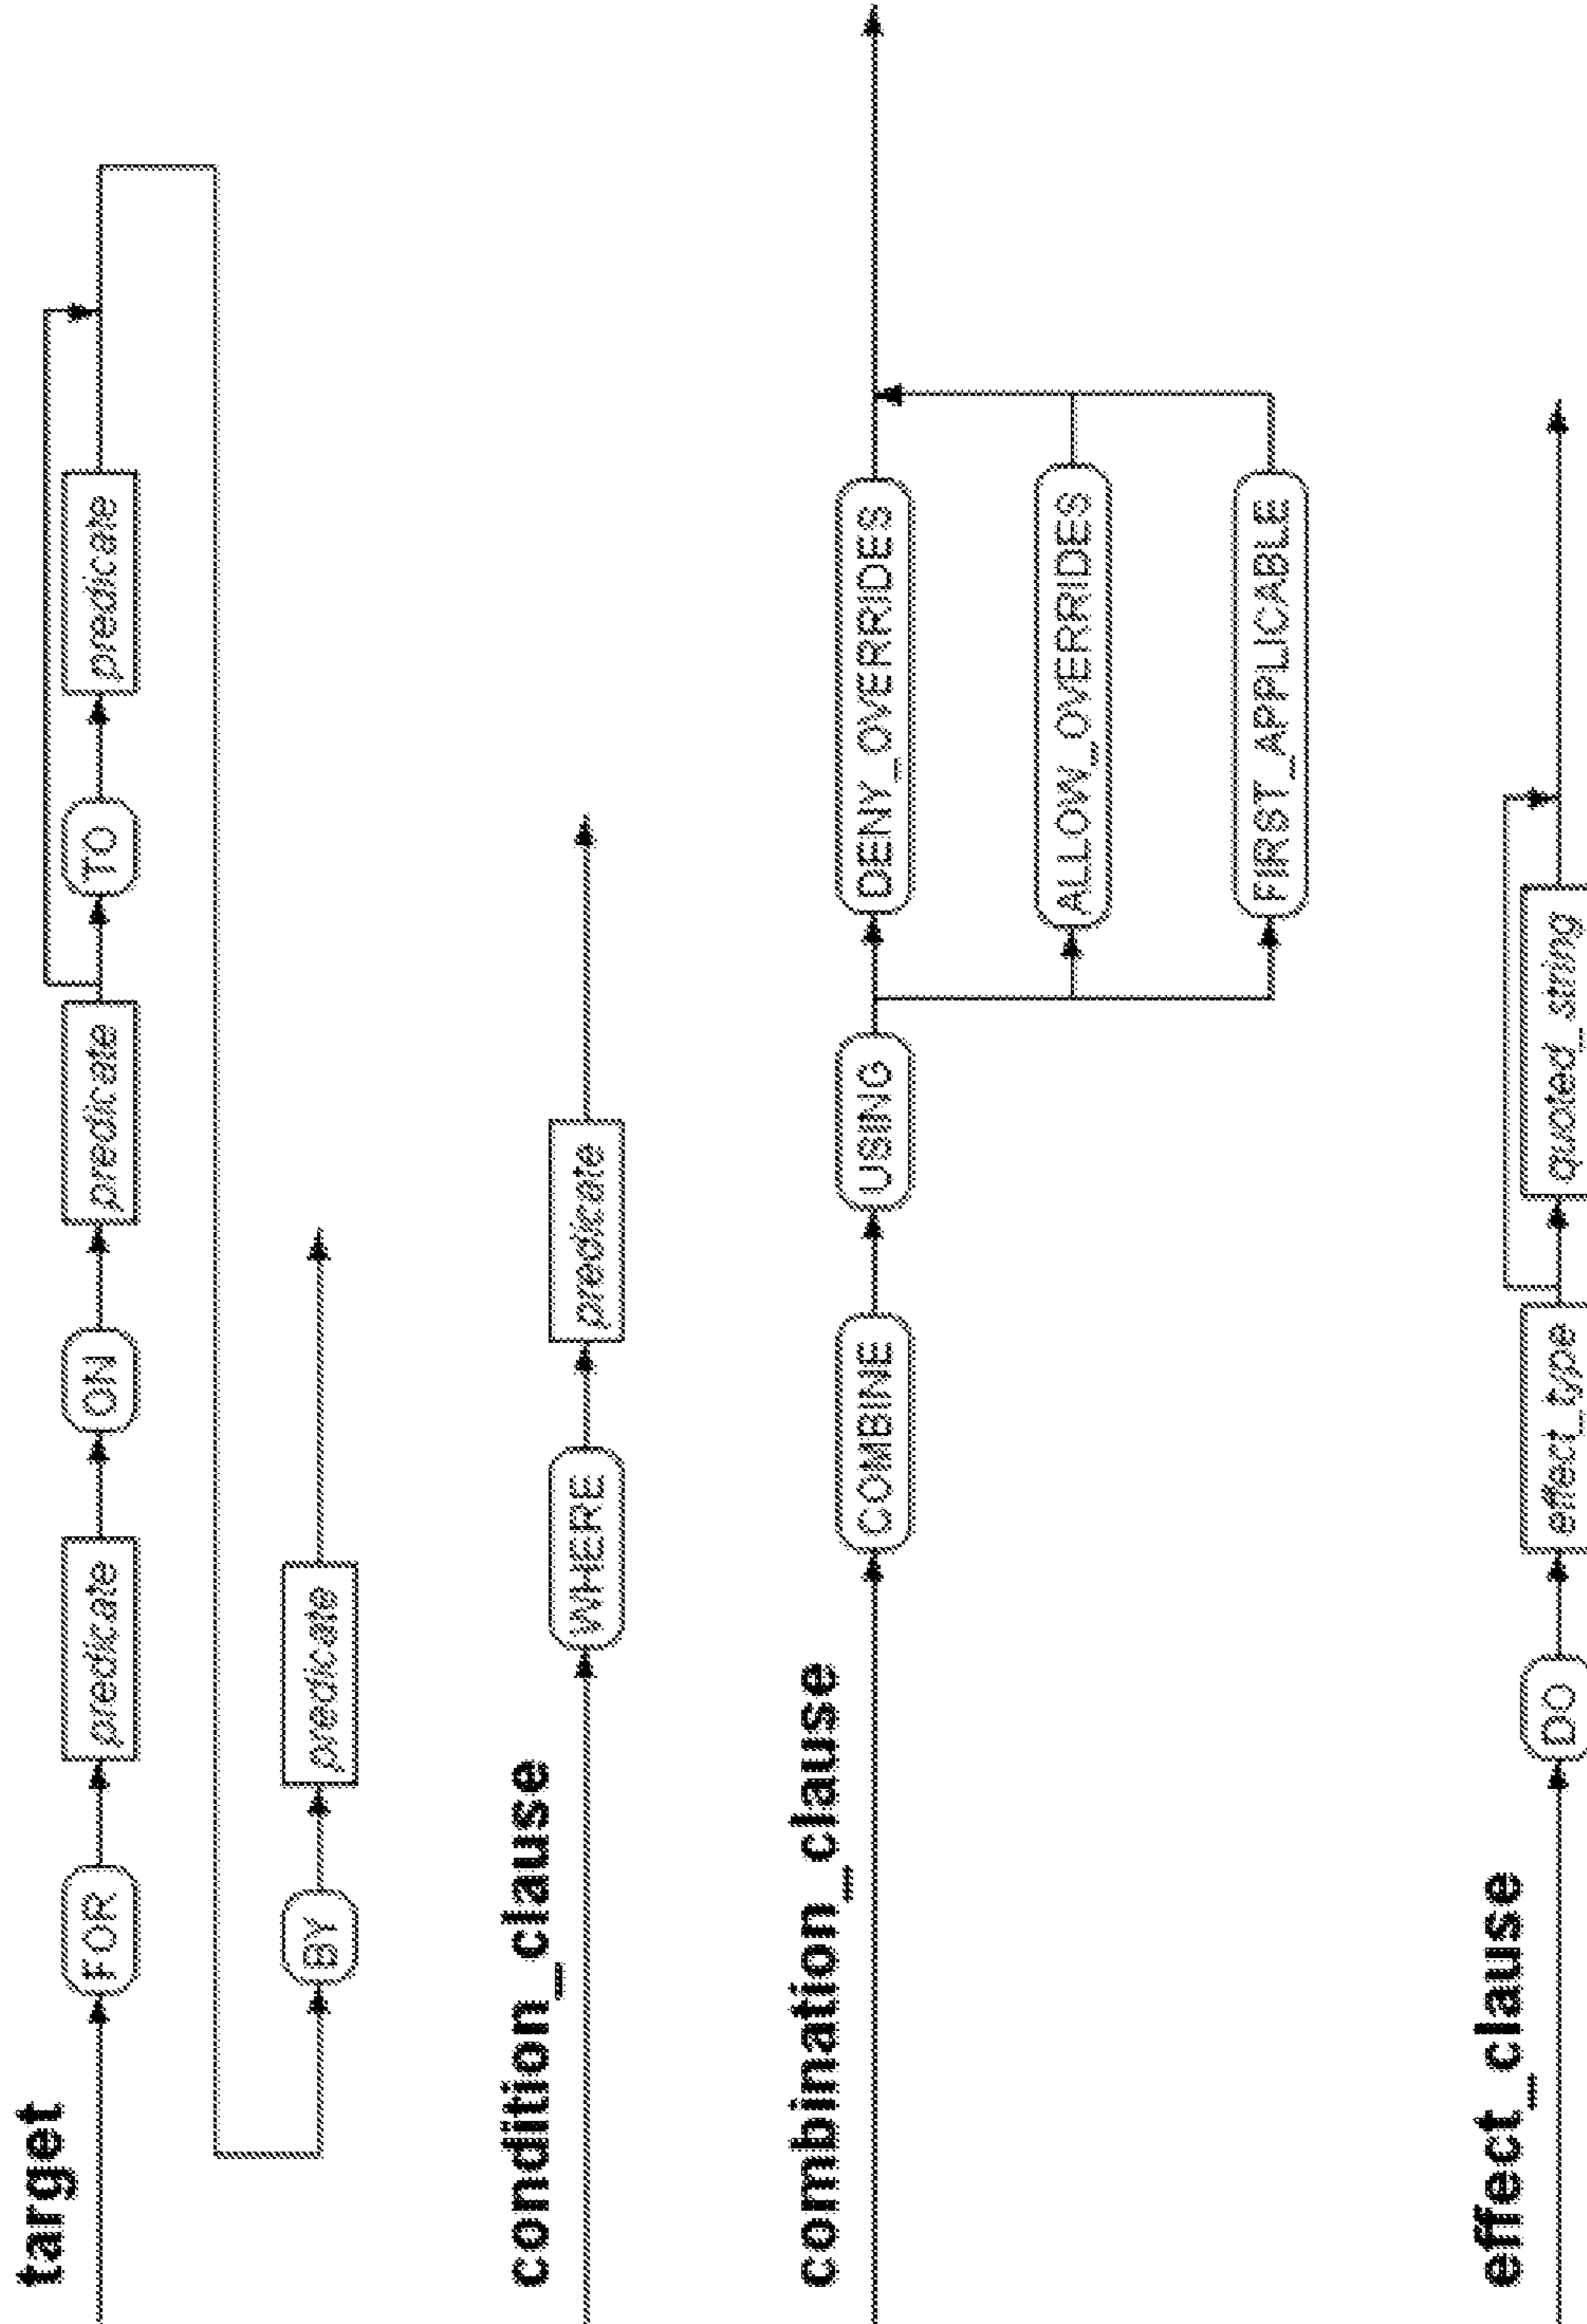 target
FOR predicate ON predicate TO predicate
BY predicate
condition_clause
WHERE predicate
combination_clause
COMBINE USING DENY_OVERRIDES
ALLOW_OVERRIDES
FIRST_APPLICABLE
effect_clause
DO effect_type quoted_string